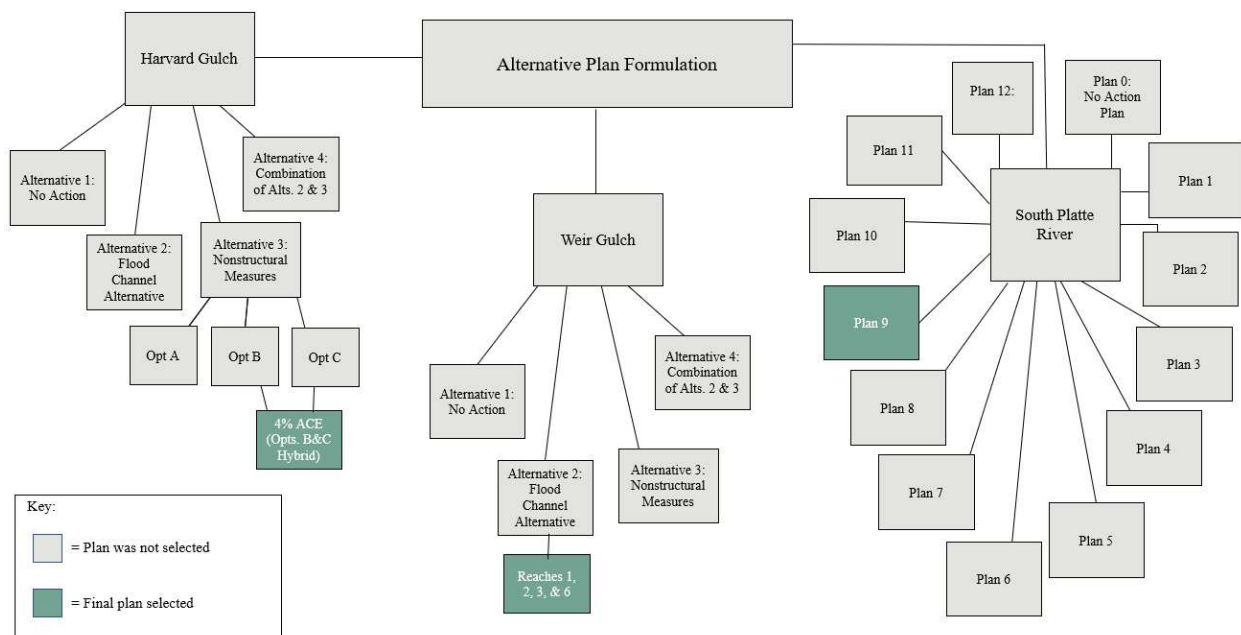 Alternative Plan Formulation
Harvard Gulch
Alternative 1:
No Action
Alternative 2:
Flood
Channel
Alternative
Alternative 3:
Nonstructural
Measures
Alternative 4:
Combination
of Alts. 2 & 3
Opt A
Opt B
Opt C
4% ACE
(Opts. B&C
Hybrid)
Weir Gulch
Alternative 1:
No Action
Alternative 2:
Flood
Channel
Alternative
Alternative 3:
Nonstructural
Measures
Alternative 4:
Combination
of Alts. 2 & 3
Reaches 1,
2, 3, & 6
South Platte
River
Plan 0:
No Action
Plan
Plan 1
Plan 2
Plan 3
Plan 4
Plan 5
Plan 6
Plan 7
Plan 8
Plan 9
Plan 10
Plan 11
Plan 12:
Key:
= Plan was not selected
= Final plan selected